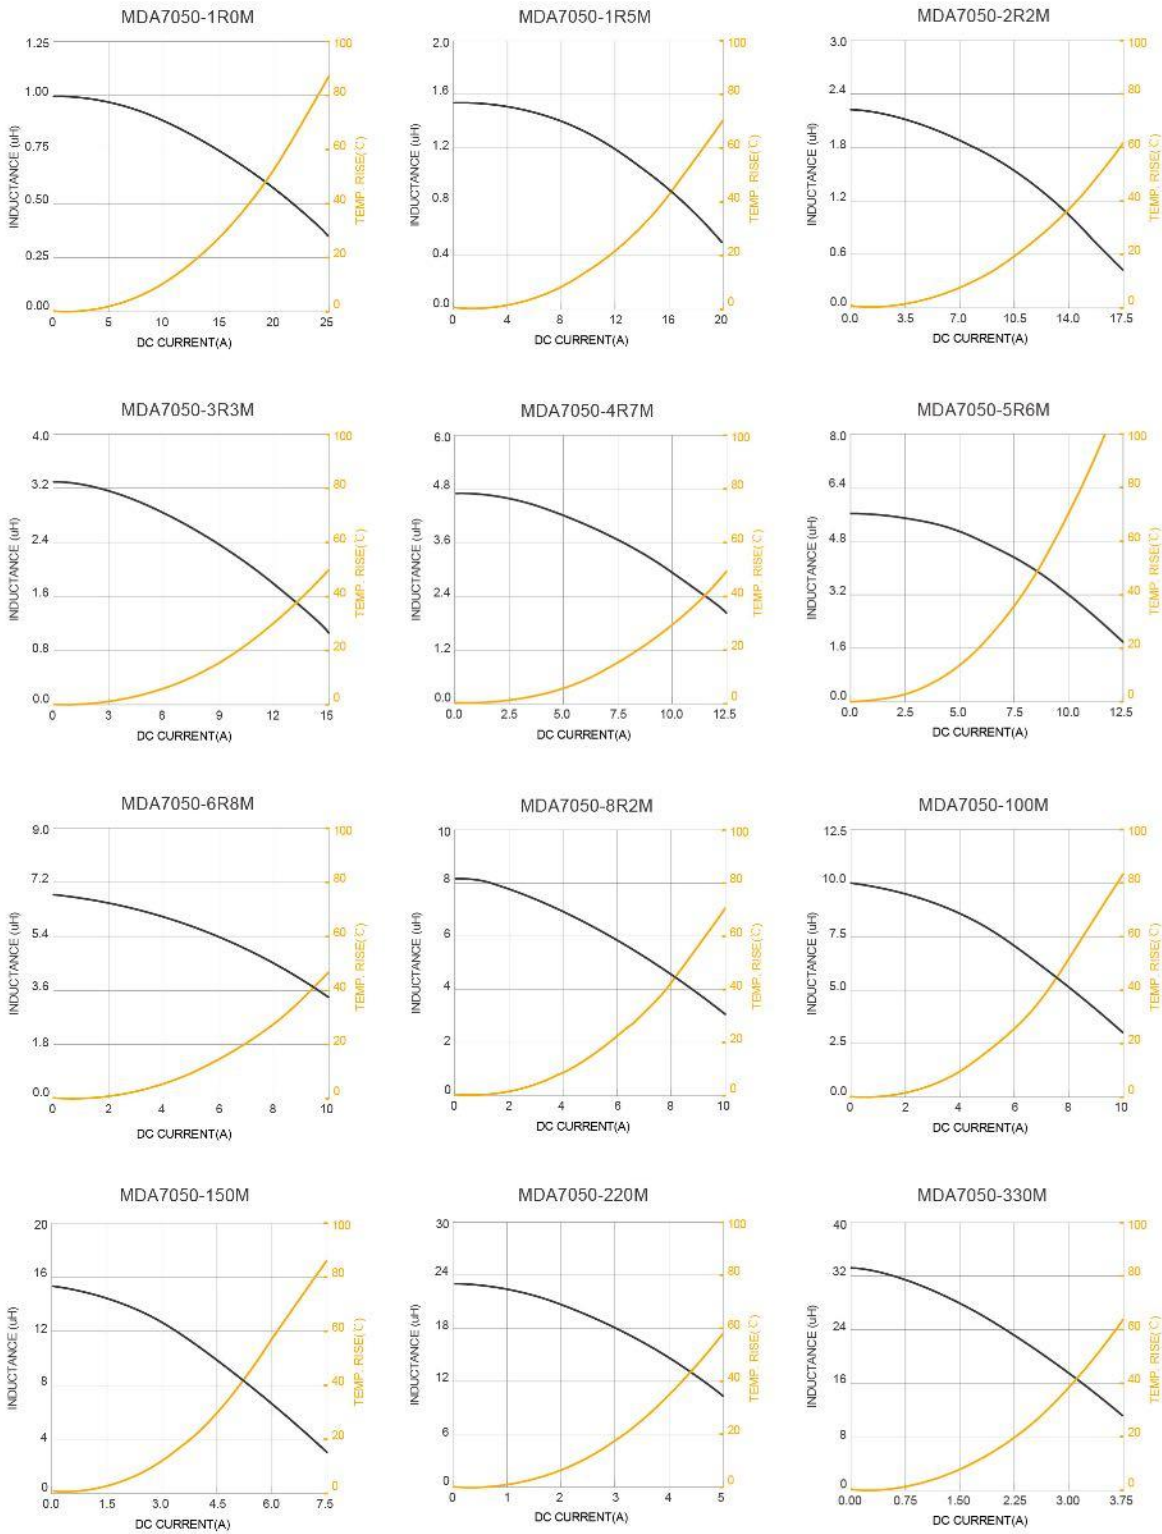 MDA7050-1R0M
1.25
1.00
0.75
0.50
0.25
0.00
INDUCTANCE (uH)
100
80
60
40
20
0
TEMP. RISE(℃)
0 5 10 15 20 25
DC CURRENT(A)
MDA7050-1R5M
2.0
1.6
1.2
0.8
0.4
0.0
INDUCTANCE (uH)
100
80
60
40
20
0
TEMP. RISE(℃)
0 4 8 12 16 20
DC CURRENT(A)
MDA7050-2R2M
3.0
2.4
1.8
1.2
0.6
0.0
INDUCTANCE (uH)
100
80
60
40
20
0
TEMP. RISE(℃)
0.0 3.5 7.0 10.5 14.0 17.5
DC CURRENT(A)
MDA7050-3R3M
4.0
3.2
2.4
1.6
0.8
0.0
INDUCTANCE (uH)
100
80
60
40
20
0
TEMP. RISE(℃)
0 3 6 9 12 15
DC CURRENT(A)
MDA7050-4R7M
6.0
4.8
3.6
2.4
1.2
0.0
INDUCTANCE (uH)
100
80
60
40
20
0
TEMP. RISE(℃)
0.0 2.5 5.0 7.5 10.0 12.5
DC CURRENT(A)
MDA7050-5R6M
8.0
6.4
4.8
3.2
1.6
0.0
INDUCTANCE (uH)
100
80
60
40
20
0
TEMP. RISE(℃)
0.0 2.5 5.0 7.5 10.0 12.5
DC CURRENT(A)
MDA7050-6R8M
9.0
7.2
5.4
3.6
1.8
0.0
INDUCTANCE (uH)
100
80
60
40
20
0
TEMP. RISE(℃)
0 2 4 6 8 10
DC CURRENT(A)
MDA7050-8R2M
10
8
6
4
2
0
INDUCTANCE (uH)
100
80
60
40
20
0
TEMP. RISE(℃)
0 2 4 6 8 10
DC CURRENT(A)
MDA7050-100M
12.5
10.0
7.5
5.0
2.5
0.0
INDUCTANCE (uH)
100
80
60
40
20
0
TEMP. RISE(℃)
0 2 4 6 8 10
DC CURRENT(A)
MDA7050-150M
20
16
12
8
4
0
INDUCTANCE (uH)
100
80
60
40
20
0
TEMP. RISE(℃)
0.0 1.5 3.0 4.5 6.0 7.5
DC CURRENT(A)
MDA7050-220M
30
24
18
12
6
0
INDUCTANCE (uH)
100
80
60
40
20
0
TEMP. RISE(℃)
0 1 2 3 4 5
DC CURRENT(A)
MDA7050-330M
40
32
24
16
8
0
INDUCTANCE (uH)
100
80
60
40
20
0
TEMP. RISE(℃)
0.00 0.75 1.50 2.25 3.00 3.75
DC CURRENT(A)